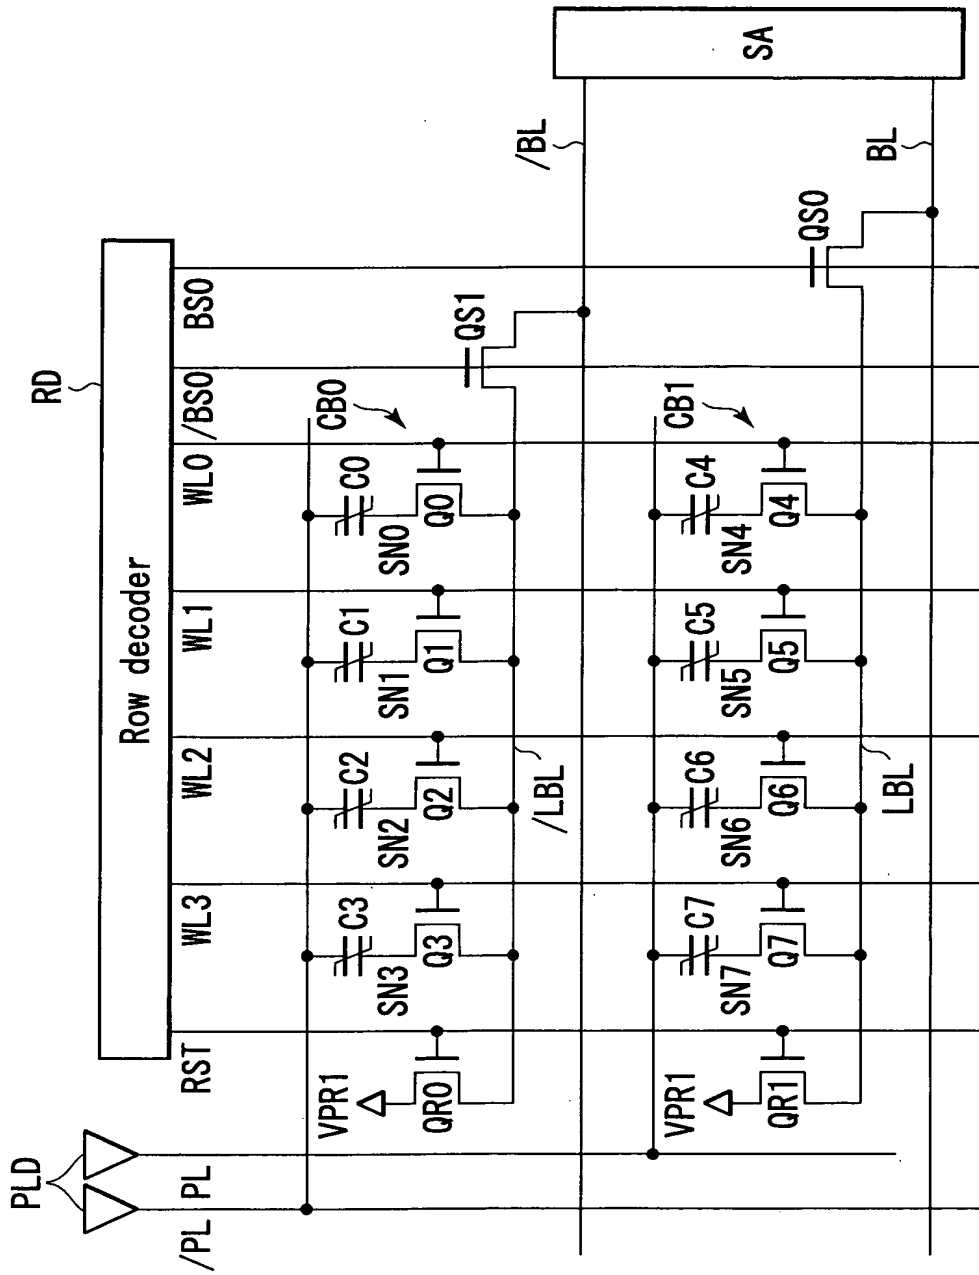 PLD
/PL
PL
RST
WL3
WL2
WL1
WL0
/BS0
BS0
Row decoder
RD
VPR1
QR0
SN3
C3
Q3
SN2
C2
Q2
SN1
C1
Q1
SN0
C0
Q0
CB0
QS1
/LBL
/BL
VPR1
QR1
SN7
C7
Q7
SN6
C6
Q6
SN5
C5
Q5
SN4
C4
Q4
CB1
QS0
LBL
BL
SA